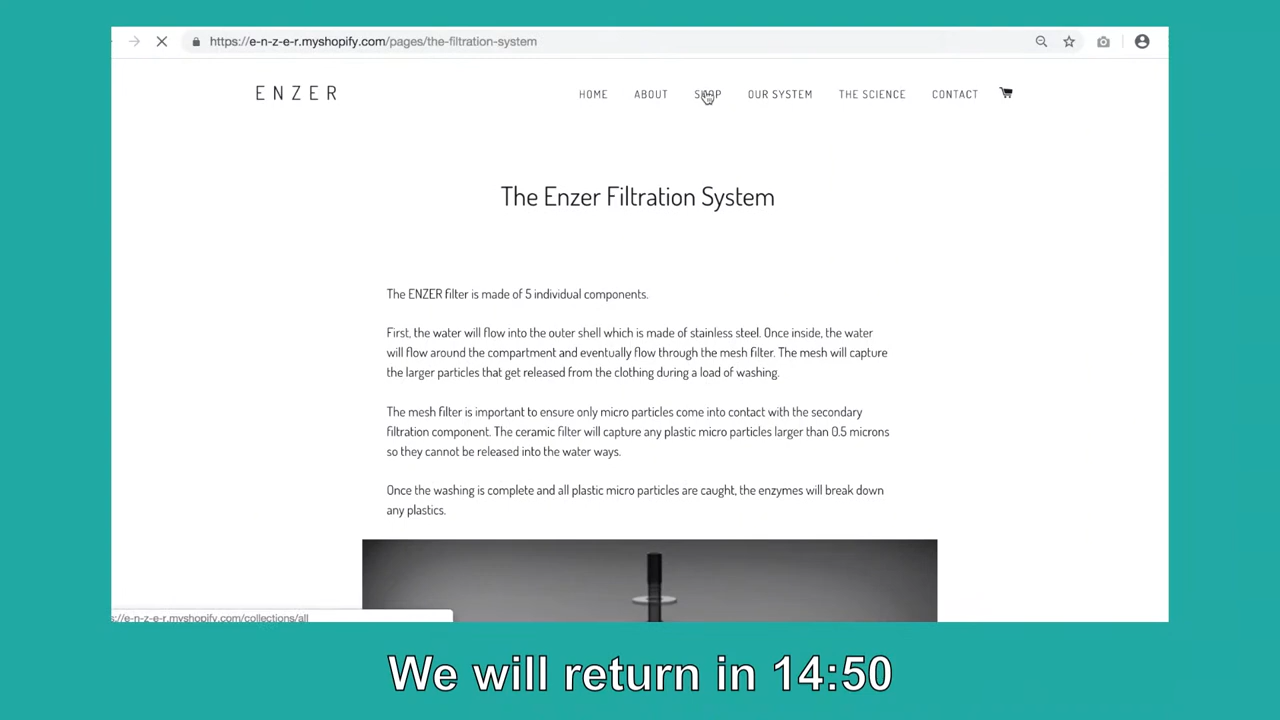 https://e-n-z-e-r.myshopify.com/pages/the-filtration-system
ENZER
HOME ABOUT SHOP OUR SYSTEM THE SCIENCE CONTACT
The Enzer Filtration System
The ENZER filter is made of 5 individual components.
First, the water will flow into the outer shell which is made of stainless steel. Once inside, the water
will flow around the compartment and eventually flow through the mesh filter. The mesh will capture
the larger particles that get released from the clothing during a load of washing.
The mesh filter is important to ensure only micro particles come into contact with the secondary
filtration component. The ceramic filter will capture any plastic micro particles larger than 0.5 microns
so they cannot be released into the water ways.
Once the washing is complete and all plastic micro particles are caught, the enzymes will break down
any plastics.
s://e-n-z-e-r.myshopify.com/collections/all
We will return in 14:50